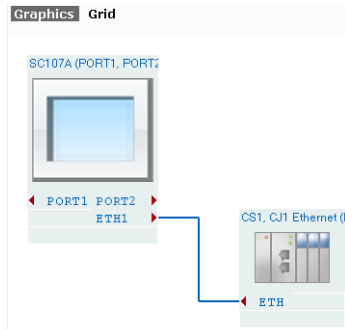 Graphics Grid
SC107A (PORT1, PORT2
PORT1 PORT2
ETH1
CS1, CJ1 Ethernet (
ETH